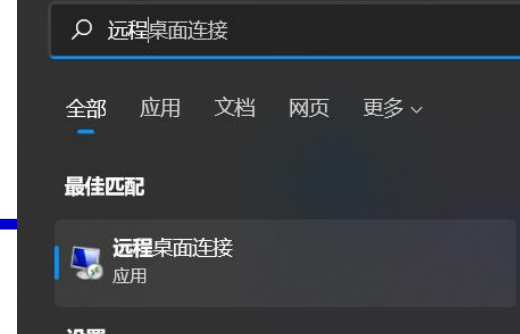 远程桌面连接
全部 应用 文档 网页 更多
最佳匹配
远程桌面连接
应用